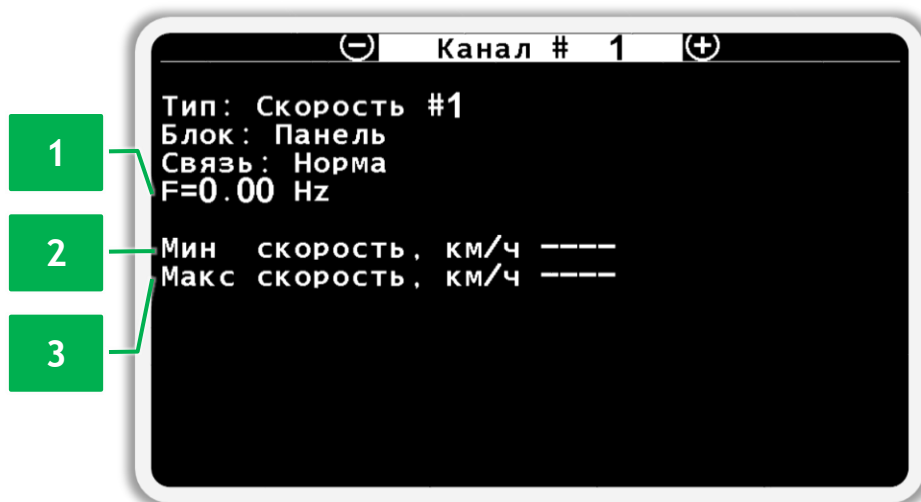 ⊖ Канал # 1 ⊕
Тип: Скорость #1
Блок: Панель
Связь: Норма
F=0.00 Hz
Мин скорость, км/ч ----
Макс скорость, км/ч ----
1
2
3